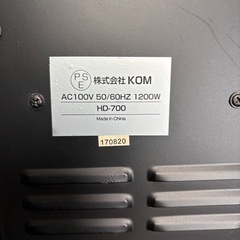 PSE 株式会社 KOM
AC100V 50/60HZ 1200W
HD-700
Made in China
170820